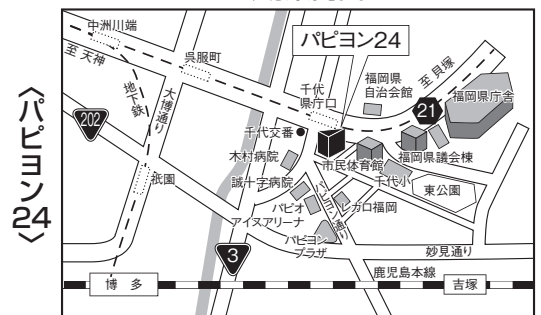 〈パピヨン24〉
中洲川端
至 天神
呉服町
パピヨン24
福岡県
自治会館
至 貝塚
千代
県庁口
地下鉄
大博通り
202
21
福岡県庁舎
千代交番
木村病院
市民体育館
福岡県議会棟
千代小
祇園
誠十字病院
東公園
パピヨン通り
パピオ
アイスアリーナ
レガロ福岡
パピヨン
プラザ
妙見通り
3
鹿児島本線
博多
吉塚